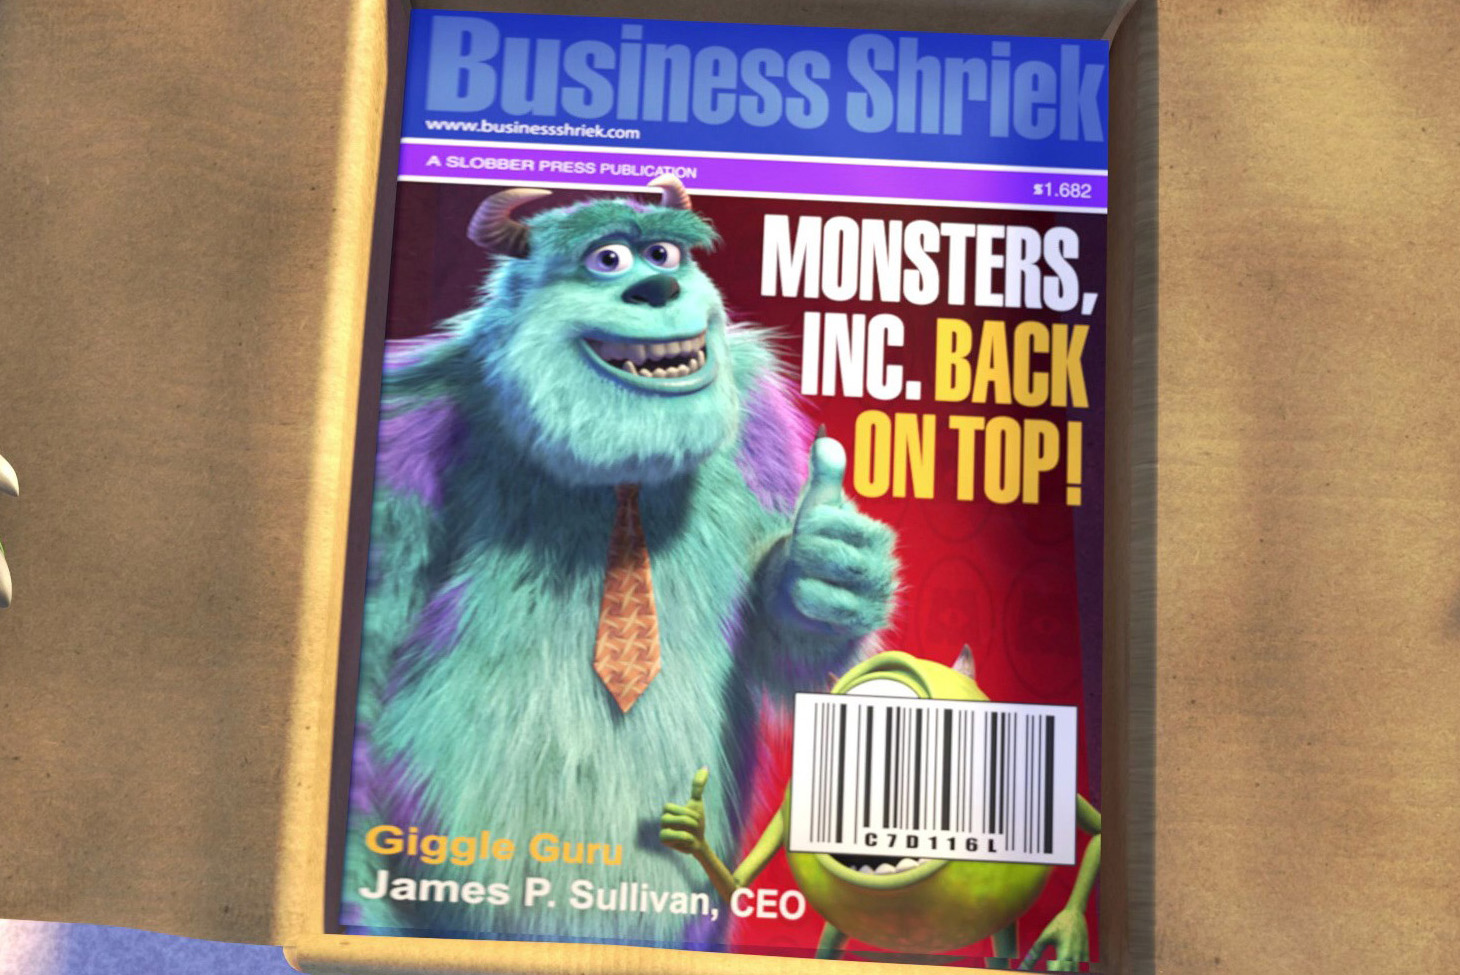 Business Shriek
www.businessshriek.com
A SLOBBER PRESS PUBLICATION
$1.682
MONSTERS,
INC. BACK
ON TOP!
C7D116L
Giggle Guru
James P. Sullivan, CEO